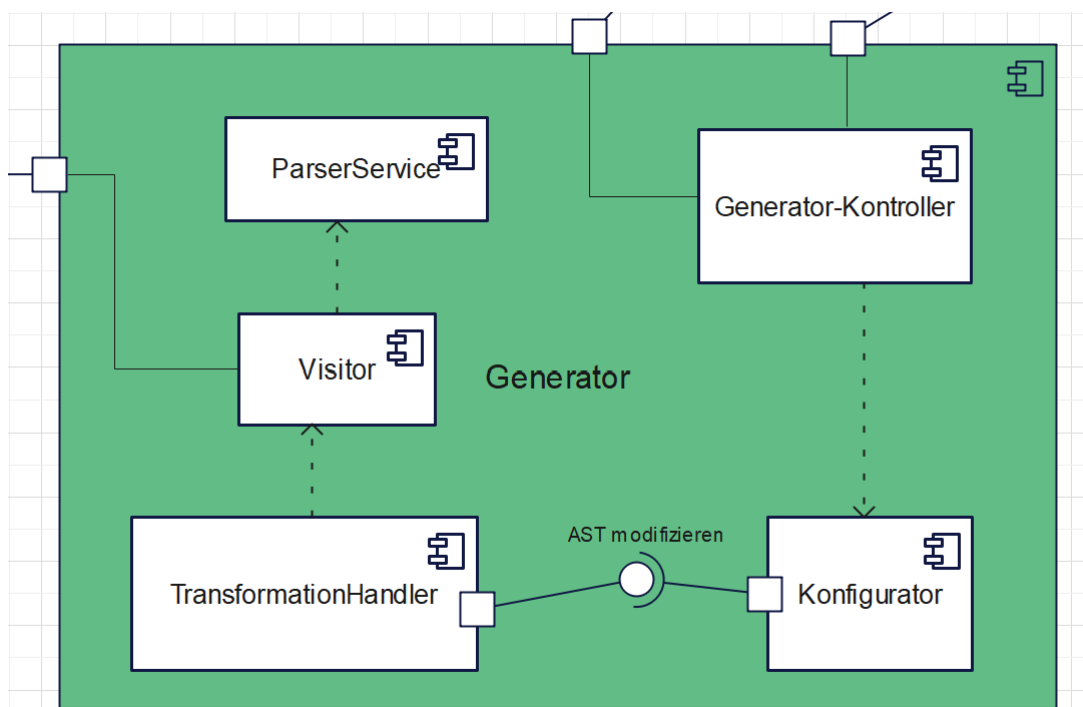 ParserService
Generator-Kontroller
Visitor
Generator
AST modifizieren
TransformationHandler
Konfigurator